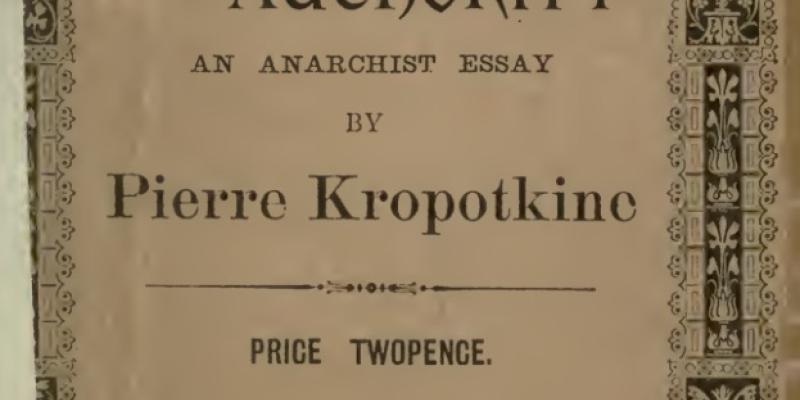 AN ANARCHIST ESSAY
BY
Pierre Kropotkine
PRICE TWOPENCE.